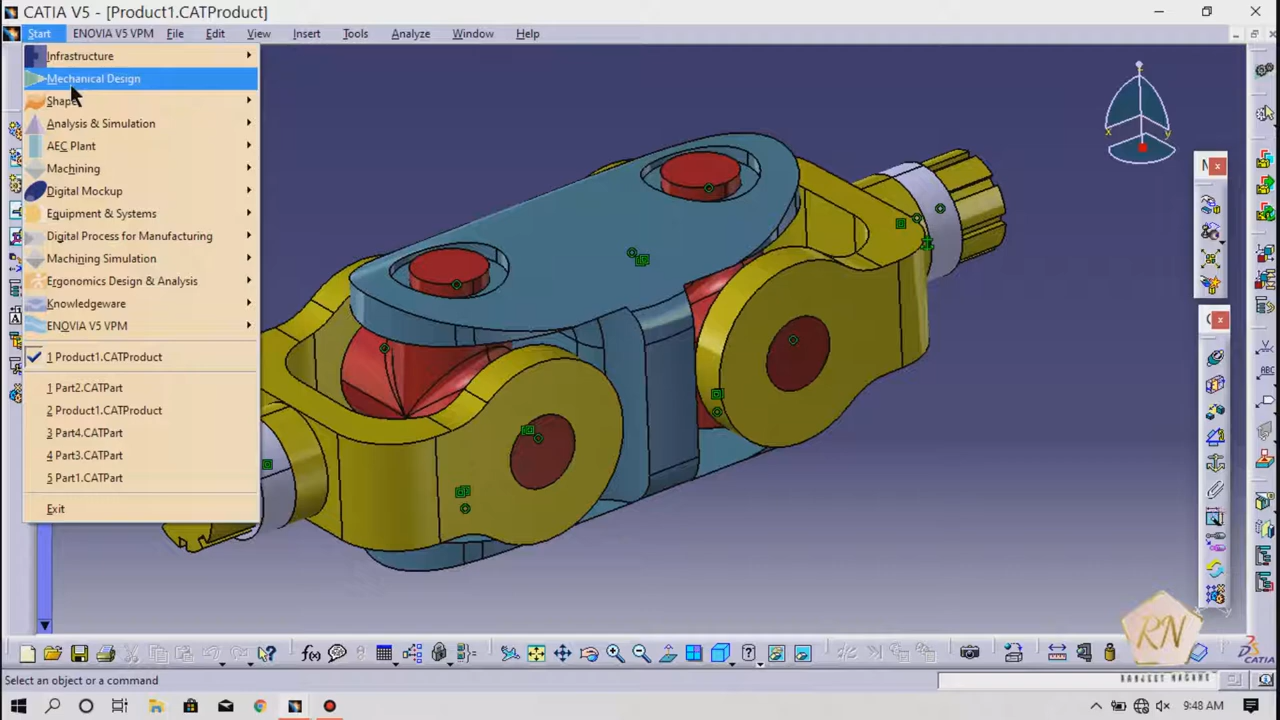 CATIA V5 - [Product1.CATProduct]
Start ENOVIA V5 VPM File Edit View Insert Tools Analyze Window Help
Infrastructure
Mechanical Design
Shape
Analysis & Simulation
AEC Plant
Machining
Digital Mockup
Equipment & Systems
Digital Process for Manufacturing
Machining Simulation
Ergonomics Design & Analysis
Knowledgeware
ENOVIA V5 VPM
1 Product1.CATProduct
1 Part2.CATPart
2 Product1.CATProduct
3 Part4.CATPart
4 Part3.CATPart
5 Part1.CATPart
Exit
RN
CATIA
Select an object or a command
9:48 AM